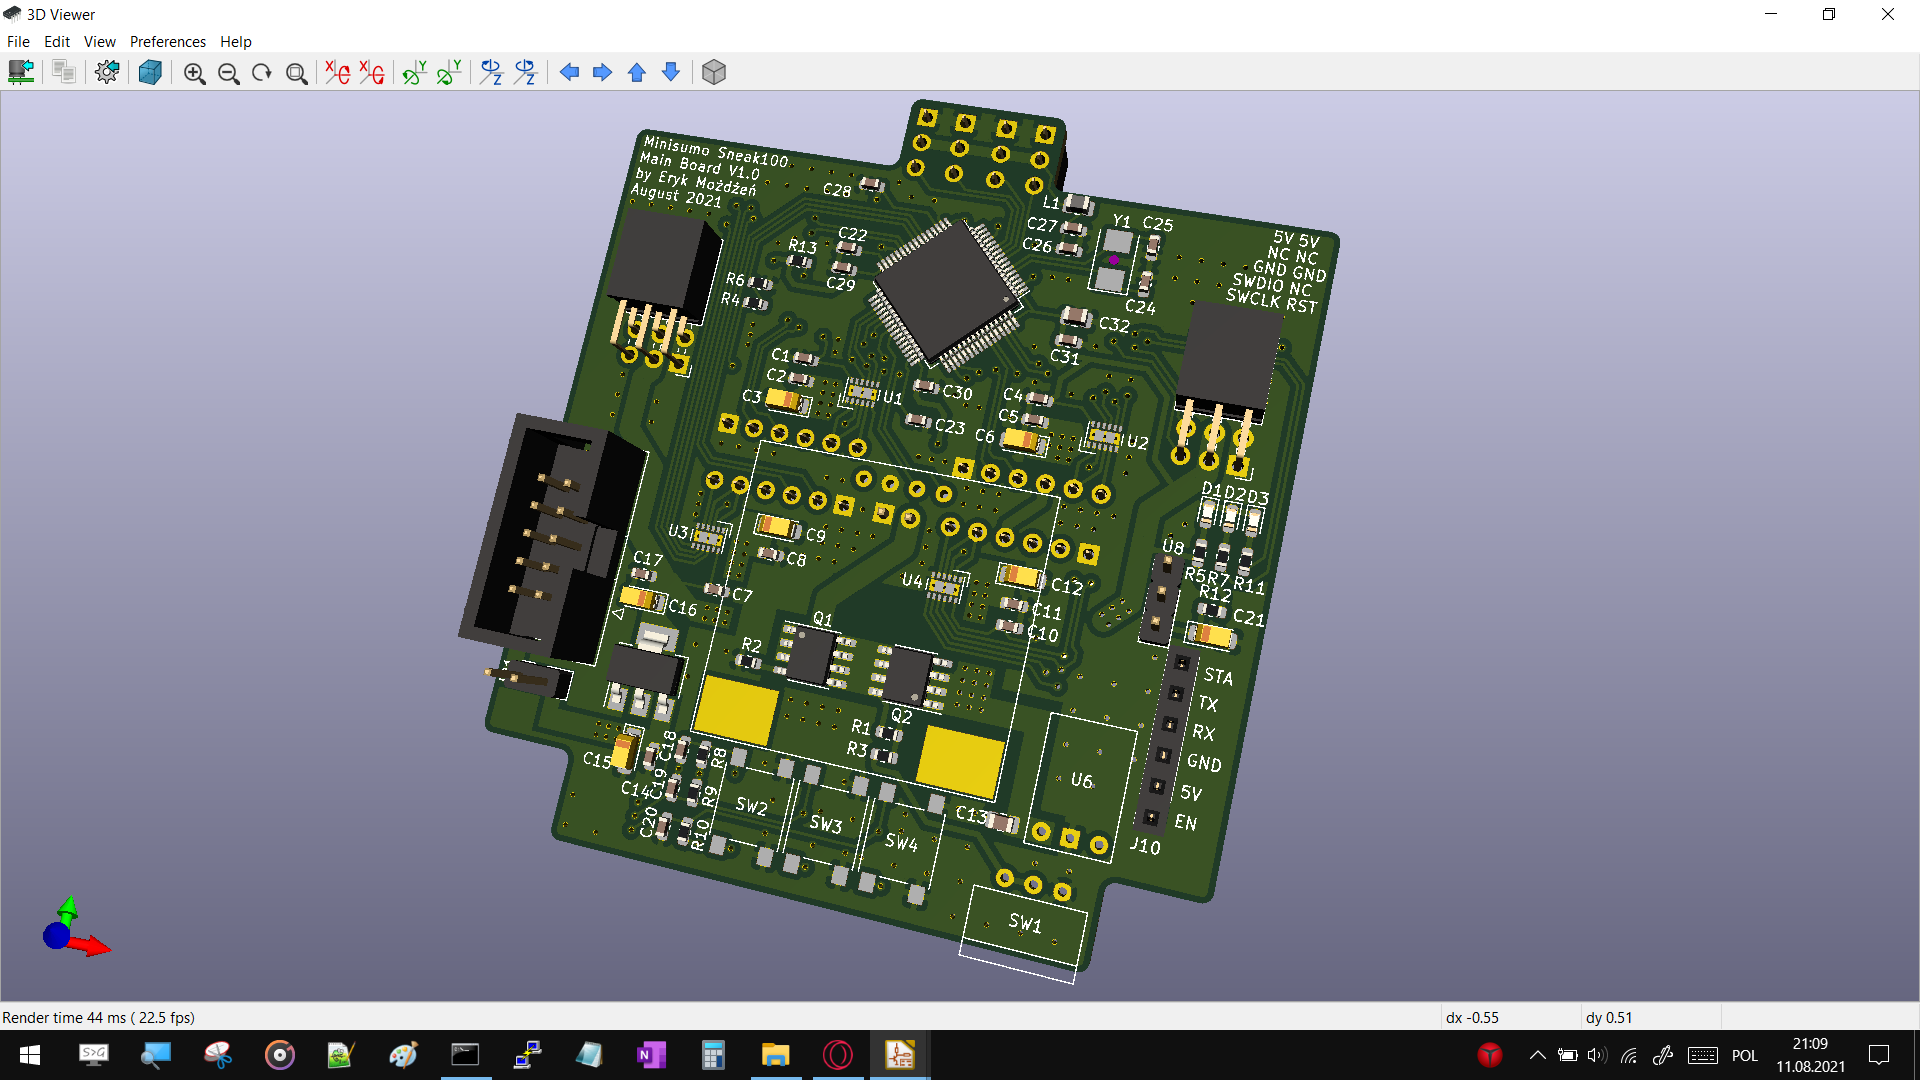 3D Viewer
File Edit View Preferences Help
Minisumo Sneak100
Main Board V1.0
by Eryk Możdżeń
August 2021
C28
L1
C27
C26
Y1 C25
C24
5V 5V
NC NC
GND GND
SWDIO NC
SWCLK RST
R13
C22
C29
R6
R4
C32
C31
C1
C2
C3
U1
C30
C23
C4
C5
C6
U2
D1 D2 D3
U3
C9
C8
C7
C17
C16
U4
C12
C11
C10
U8
R5 R7 R11
R12
C21
Q1
R2
Q2
R1
R3
STA
TX
RX
GND
5V
EN
J10
C15
C14
C18
C19
C20
R8
R9
R10
SW2
SW3
SW4
C13
U6
SW1
Render time 44 ms ( 22.5 fps)
dx -0.55
dy 0.51
POL
21:09
11.08.2021